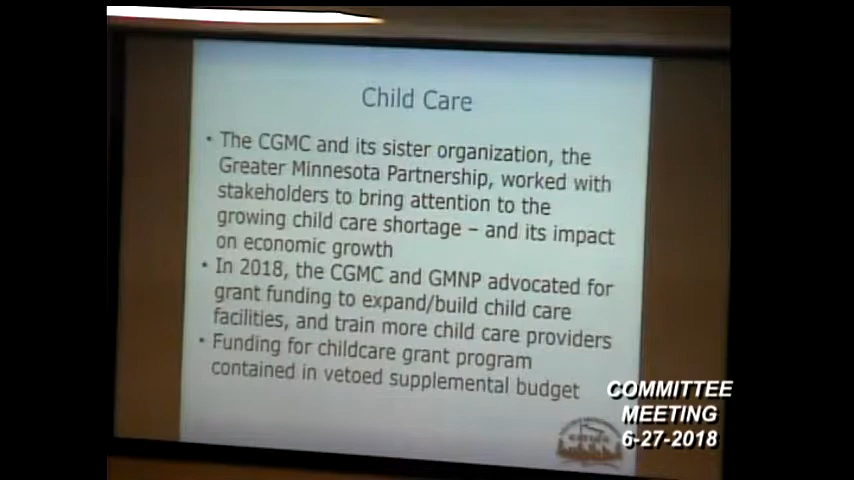 Child Care
• The CGMC and its sister organization, the
Greater Minnesota Partnership, worked with
stakeholders to bring attention to the
growing child care shortage – and its impact
on economic growth
• In 2018, the CGMC and GMNP advocated for
grant funding to expand/build child care
facilities, and train more child care providers
• Funding for childcare grant program
contained in vetoed supplemental budget
COMMITTEE
MEETING
6-27-2018